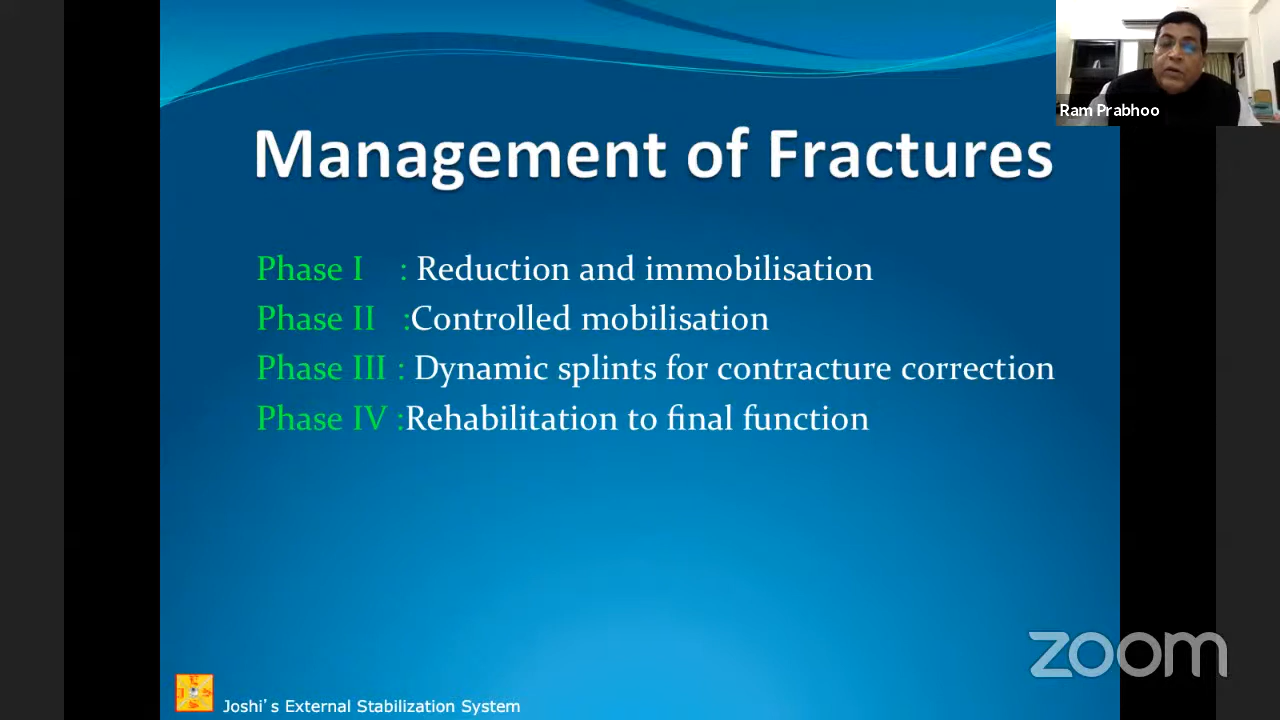 Ram Prabhoo
Management of Fractures
Phase I : Reduction and immobilisation
Phase II :Controlled mobilisation
Phase III : Dynamic splints for contracture correction
Phase IV :Rehabilitation to final function
zoom
Joshi's External Stabilization System